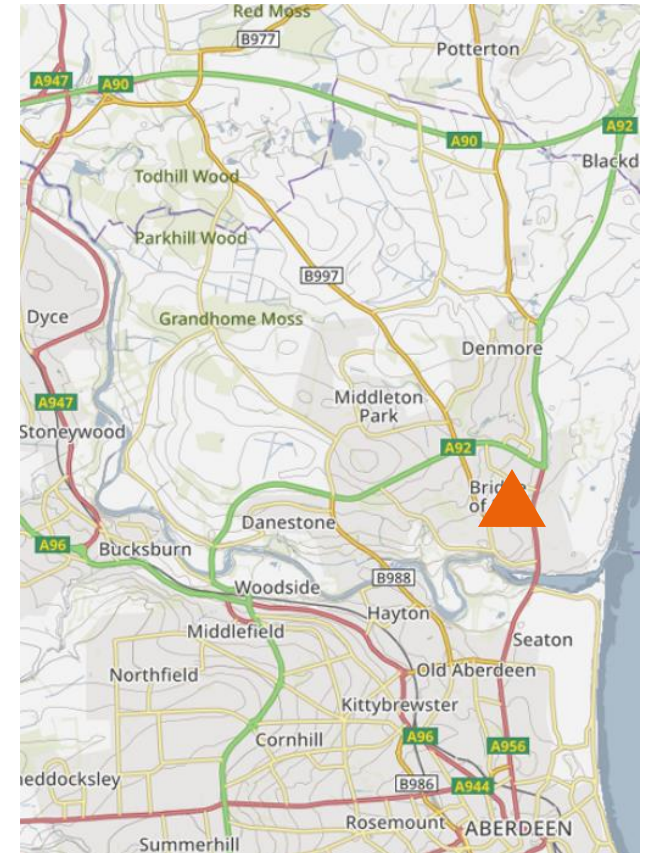 Red Moss
B977
Potterton
A947
A90
A92
A90
Blackd
Todhill Wood
Parkhill Wood
B997
Dyce
Grandhome Moss
Denmore
A947
Middleton
Park
Stoneywood
A92
of
Danestone
A96
Bucksburn
B988
Woodside
Hayton
Middlefield
Seaton
Old Aberdeen
Northfield
Kittybrewster
A96
A956
Cornhill
neddocksley
B986
A944
Rosemount
ABERDEEN
Summerhill